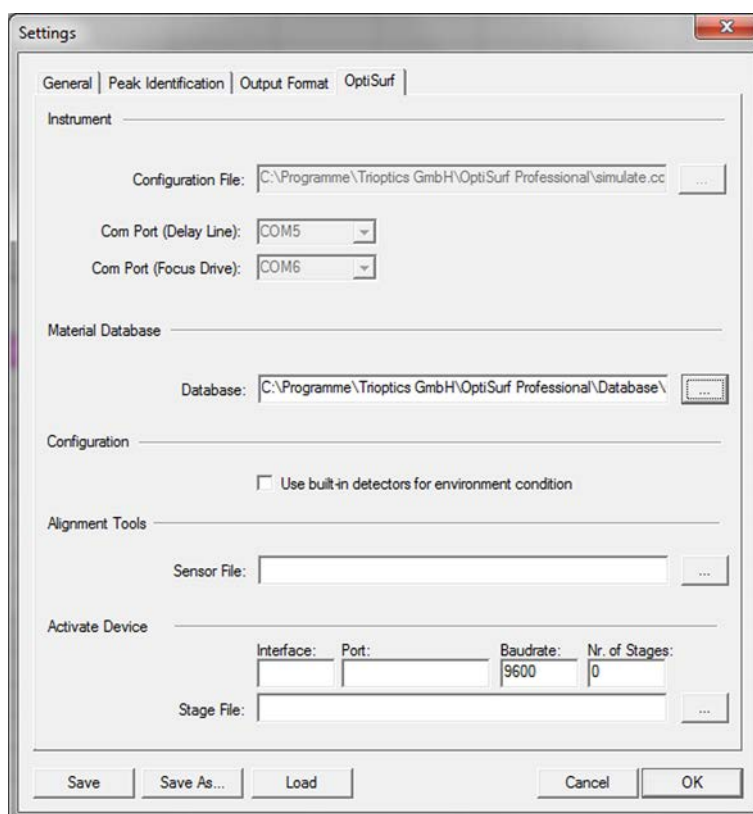 Settings
General Peak Identification Output Format OptiSurf
Instrument
Configuration File: C:\Programme\Trioptics GmbH\OptiSurf Professional\simulate.cc ...
Com Port (Delay Line): COM5
Com Port (Focus Drive): COM6
Material Database
Database: C:\Programme\Trioptics GmbH\OptiSurf Professional\Database\ ...
Configuration
Use built-in detectors for environment condition
Alignment Tools
Sensor File: ...
Activate Device
Interface: Port: Baudrate: Nr. of Stages:
9600 0
Stage File: ...
Save Save As... Load Cancel OK